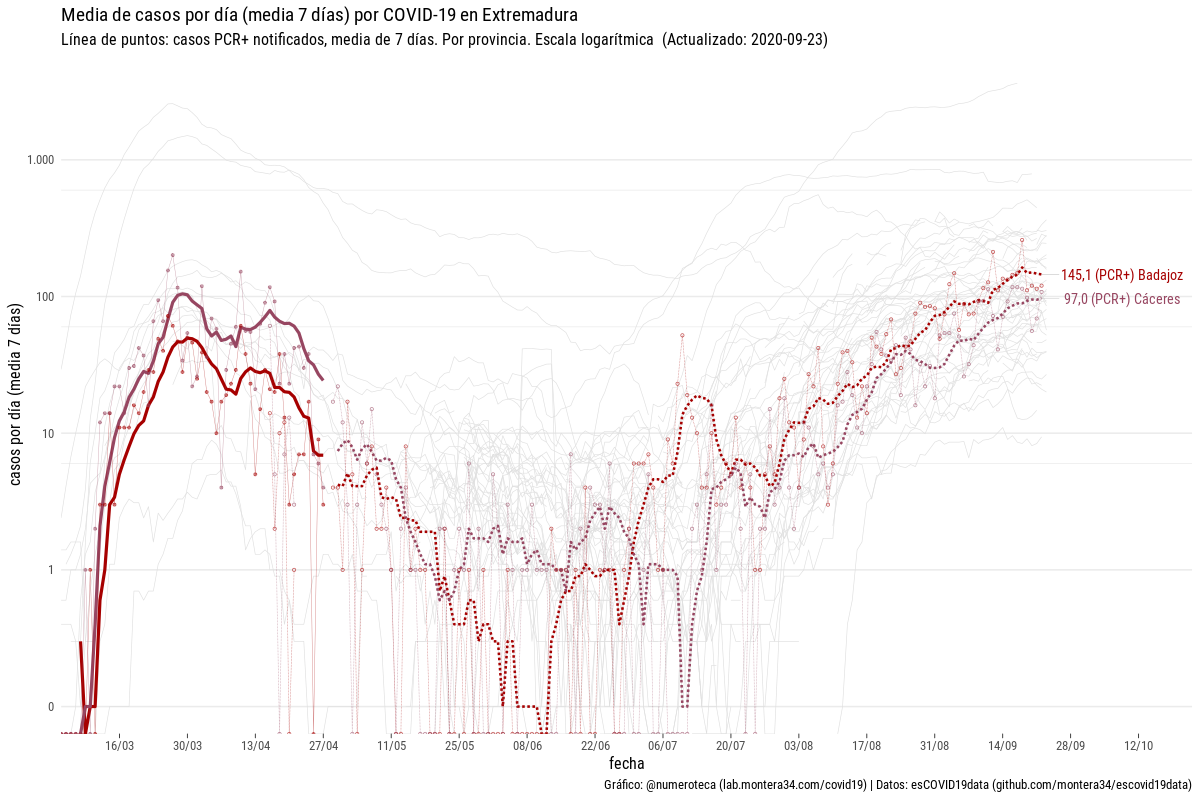 Media de casos por día (media 7 días) por COVID-19 en Extremadura
Línea de puntos: casos PCR+ notificados, media de 7 días. Por provincia. Escala logarítmica  (Actualizado: 2020-09-23)
casos por día (media 7 días)
1.000
100
10
1
0
145,1 (PCR+) Badajoz
97,0 (PCR+) Cáceres
16/03 30/03 13/04 27/04 11/05 25/05 08/06 22/06 06/07 20/07 03/08 17/08 31/08 14/09 28/09 12/10
fecha
Gráfico: @numeroteca (lab.montera34.com/covid19) | Datos: esCOVID19data (github.com/montera34/escovid19data)